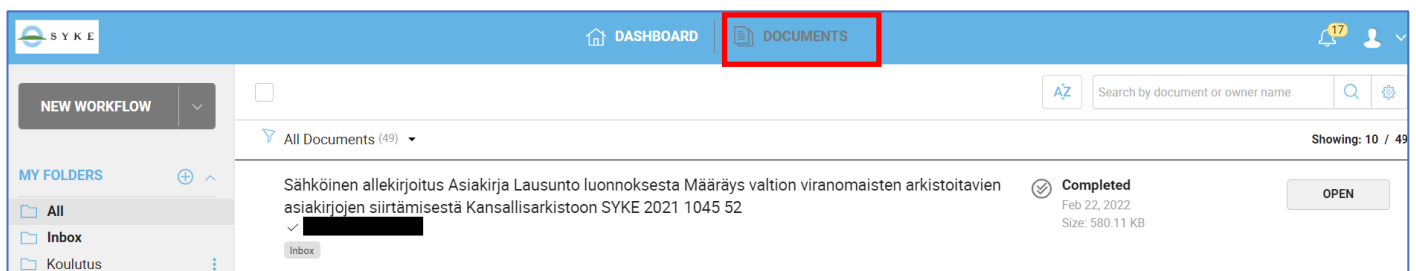 SYKE
DASHBOARD
DOCUMENTS
17
NEW WORKFLOW
AZ
Search by document or owner name
All Documents (49)
Showing: 10 / 49
MY FOLDERS
All
Inbox
Koulutus
Sähköinen allekirjoitus Asiakirja Lausunto luonnoksesta Määräys valtion viranomaisten arkistoitavien
asiakirjojen siirtämisestä Kansallisarkistoon SYKE 2021 1045 52
Inbox
Completed
Feb 22, 2022
Size: 580.11 KB
OPEN